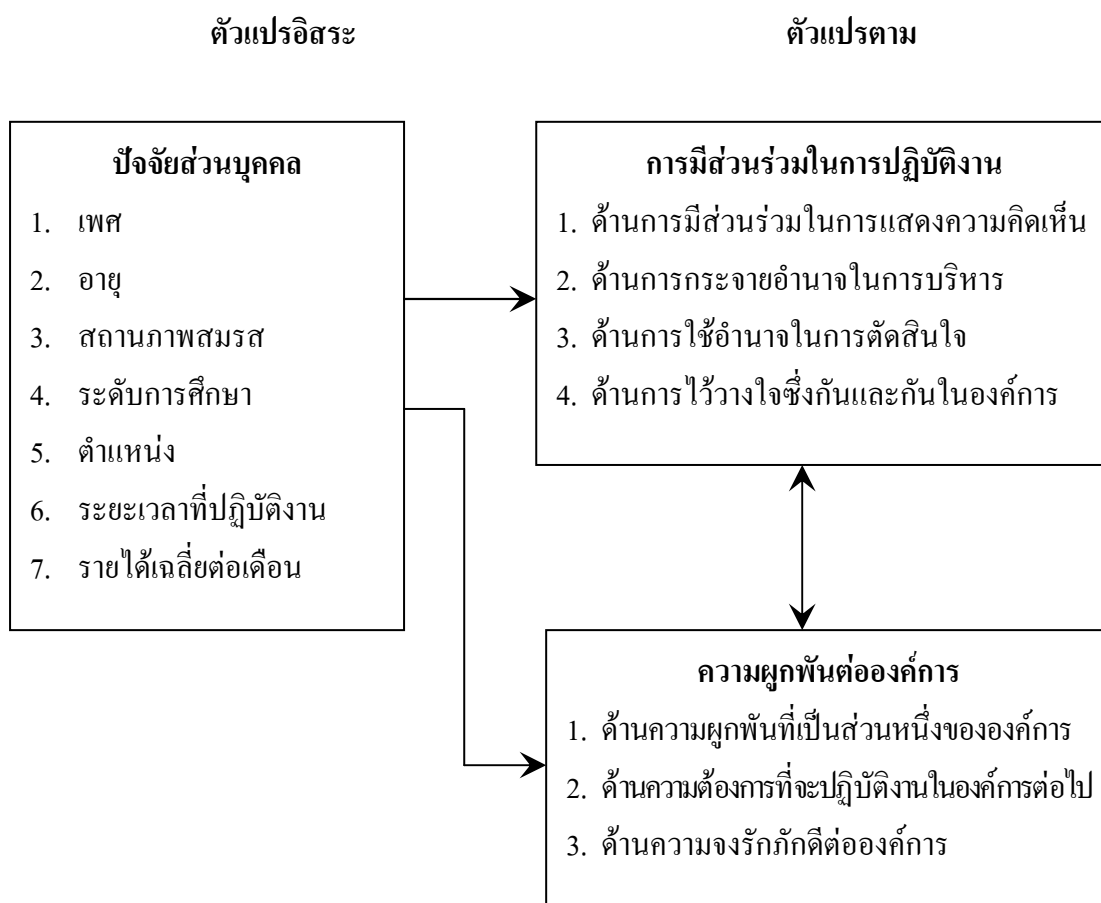 ตัวแปรอิสระ
ตัวแปรตาม
ปัจจัยส่วนบุคคล
1. เพศ
2. อายุ
3. สถานภาพสมรส
4. ระดับการศึกษา
5. ตำแหน่ง
6. ระยะเวลาที่ปฏิบัติงาน
7. รายได้เฉลี่ยต่อเดือน
การมีส่วนร่วมในการปฏิบัติงาน
1. ด้านการมีส่วนร่วมในการแสดงความคิดเห็น
2. ด้านการกระจายอำนาจในการบริหาร
3. ด้านการใช้อำนาจในการตัดสินใจ
4. ด้านการไว้วางใจซึ่งกันและกันในองค์การ
ความผูกพันต่อองค์การ
1. ด้านความผูกพันที่เป็นส่วนหนึ่งขององค์การ
2. ด้านความต้องการที่จะปฏิบัติงานในองค์การต่อไป
3. ด้านความจงรักภักดีต่อองค์การ